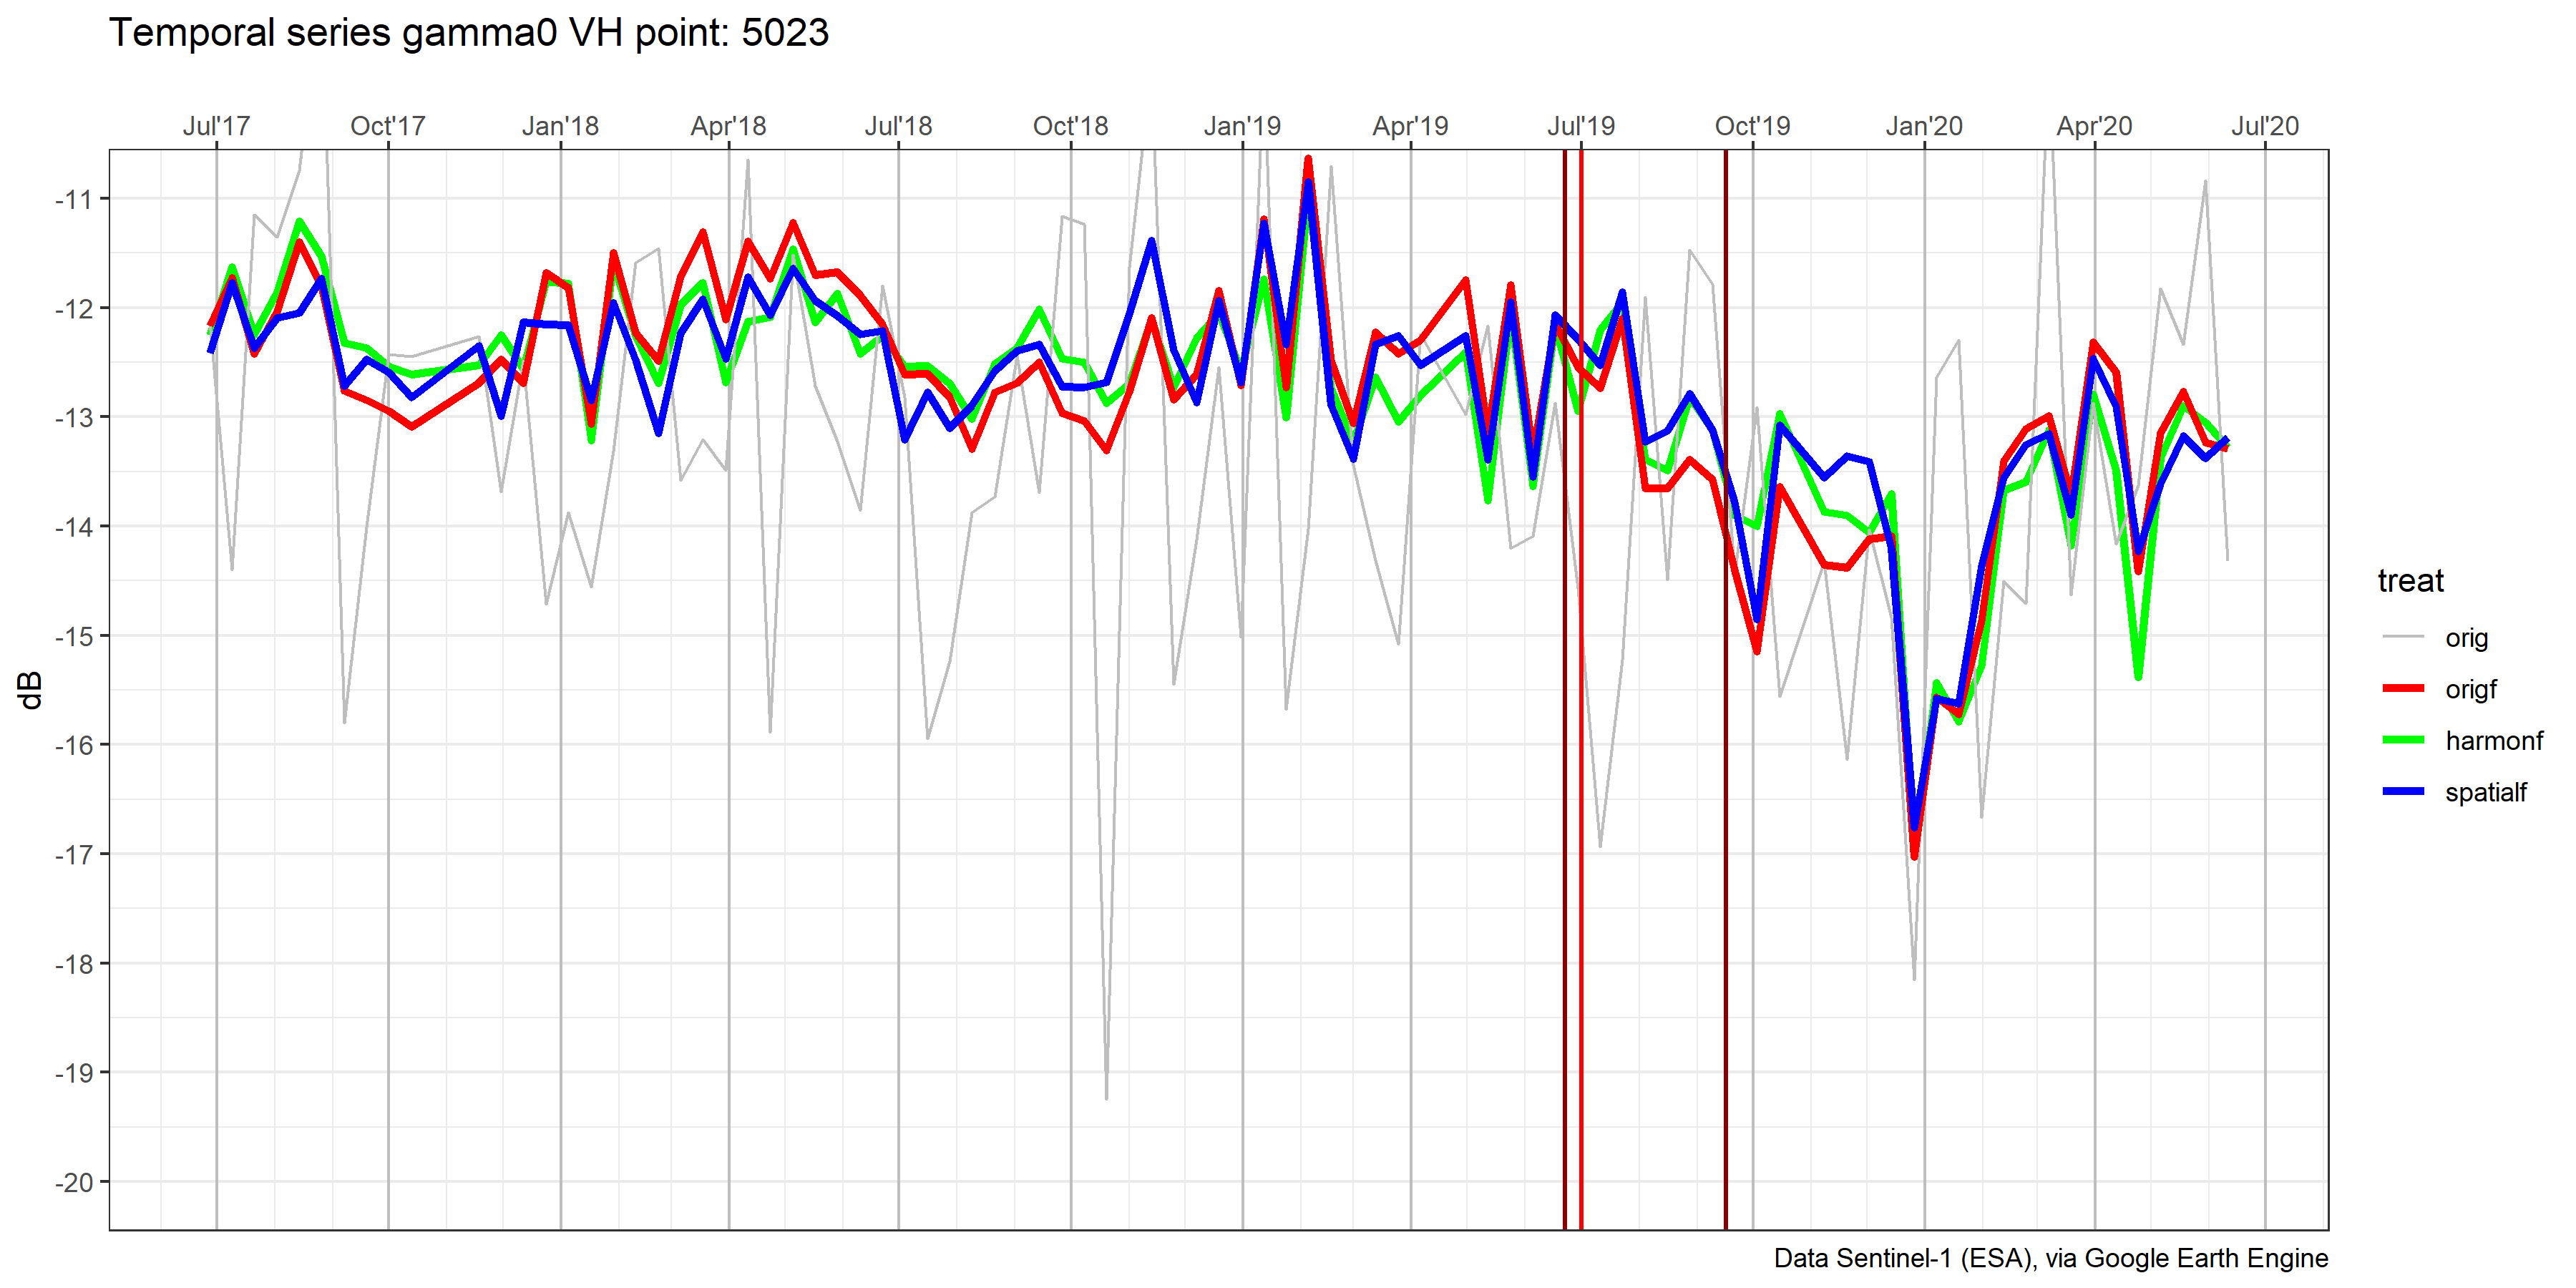 Temporal series gamma0 VH point: 5023
Jul'17 Oct'17 Jan'18 Apr'18 Jul'18 Oct'18 Jan'19 Apr'19 Jul'19 Oct'19 Jan'20 Apr'20 Jul'20
-11
-12
-13
-14
-15
-16
-17
-18
-19
-20
dB
treat
orig
origf
harmonf
spatialf
Data Sentinel-1 (ESA), via Google Earth Engine